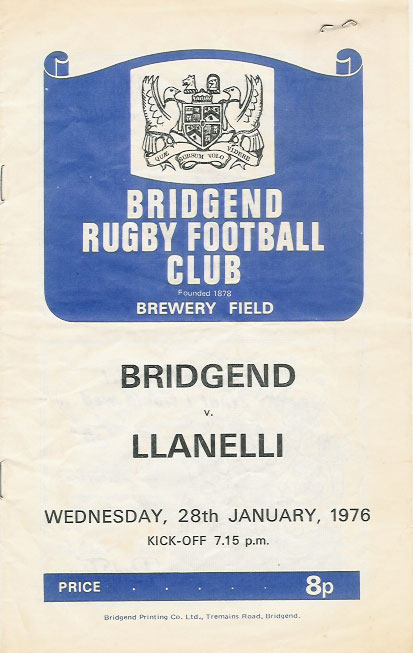 QUÆ SURSUM VOLO VIDERE
BRIDGEND
RUGBY FOOTBALL
CLUB
Founded 1878
BREWERY FIELD
BRIDGEND
v.
LLANELLI
WEDNESDAY, 28th JANUARY, 1976
KICK-OFF 7.15 p.m.
PRICE . . . . . 8p
Bridgend Printing Co. Ltd., Tremains Road, Bridgend.